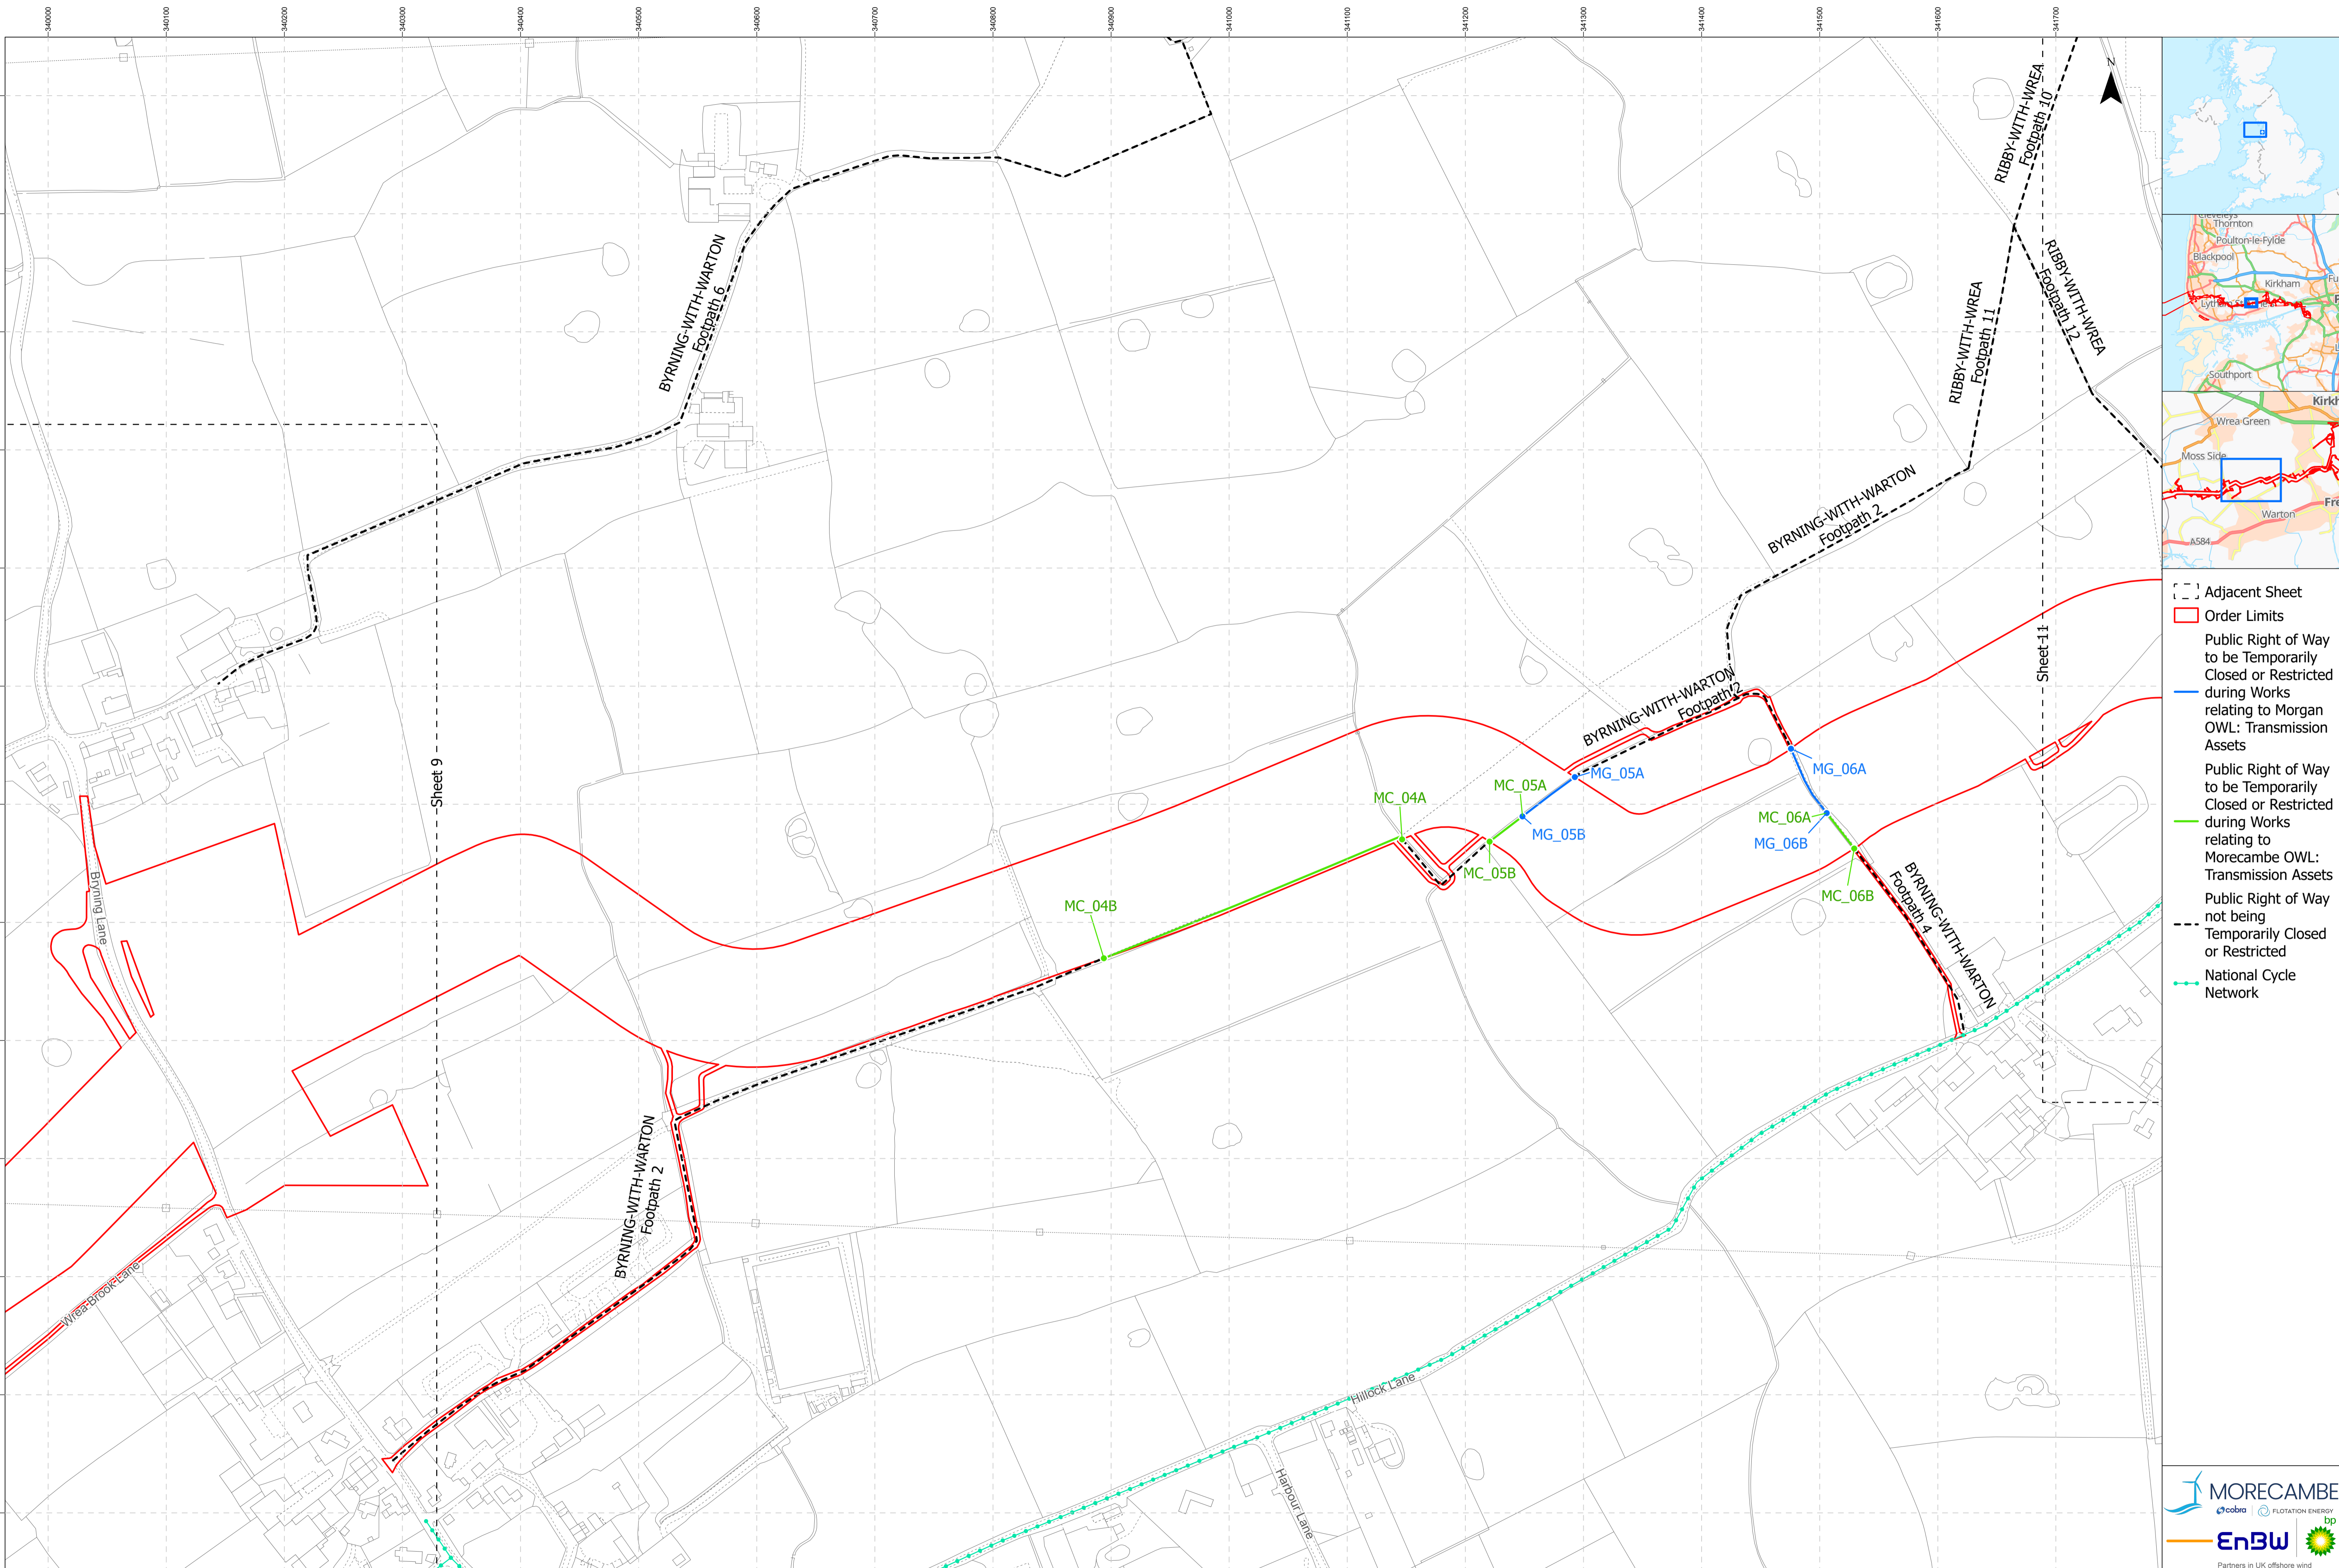 340000
340100
340200
340300
340400
340500
340600
340700
340800
340900
341000
341100
341200
341300
341400
341500
341600
341700
N
RIBBY-WITH-WREA
Footpath 10
BYRNING-WITH-WARTON
Footpath 6
RIBBY-WITH-WREA
Footpath 11
RIBBY-WITH-WREA
Footpath 12
BYRNING-WITH-WARTON
Footpath 2
BYRNING-WITH-WARTON
Footpath 2
Sheet 11
Sheet 9
MG_05A
MG_06A
MC_05A
MC_04A
MG_05B
MC_06A
MG_06B
MC_05B
MC_06B
MC_04B
BYRNING-WITH-WARTON
Footpath 4
Bryning Lane
BYRNING-WITH-WARTON
Footpath 2
Wrea-Brook-Lane
Hillock Lane
Harbour Lane
Cleveleys
Thornton
Poulton-le-Fylde
Blackpool
Kirkham
Southport
Wrea Green
Moss Side
Warton
A584
Adjacent Sheet
Order Limits
Public Right of Way
to be Temporarily
Closed or Restricted
during Works
relating to Morgan
OWL: Transmission
Assets
Public Right of Way
to be Temporarily
Closed or Restricted
during Works
relating to
Morecambe OWL:
Transmission Assets
Public Right of Way
not being
Temporarily Closed
or Restricted
National Cycle
Network
MORECAMBE
cobra
FLOTATION ENERGY
EnBW
bp
Partners in UK offshore wind